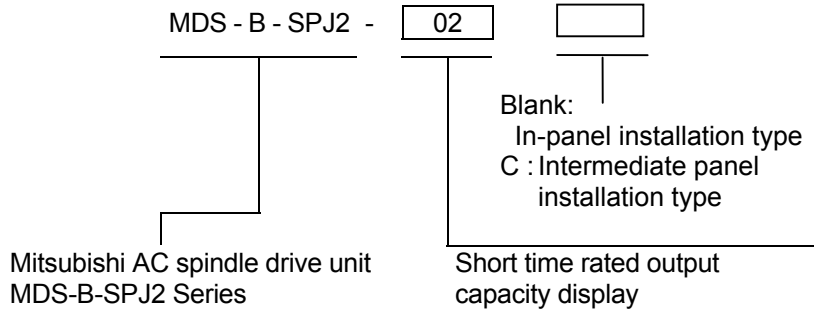 MDS - B - SPJ2 - 02
Blank:
In-panel installation type
C : Intermediate panel
installation type
Mitsubishi AC spindle drive unit
MDS-B-SPJ2 Series
Short time rated output
capacity display